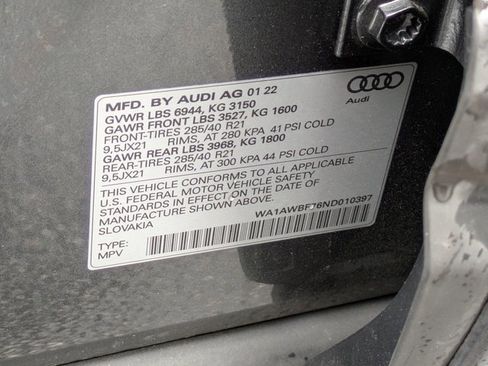 MFD. BY AUDI AG 01 22
GVWR LBS 6944, KG 3150
GAWR FRONT LBS 3527, KG 1600
FRONT-TIRES 285/40 R21
9,5JX21 RIMS, AT 280 KPA 41 PSI COLD
GAWR REAR LBS 3968, KG 1800
REAR-TIRES 285/40 R21
9,5JX21 RIMS, AT 300 KPA 44 PSI COLD
THIS VEHICLE CONFORMS TO ALL APPLICABLE
U.S. FEDERAL MOTOR VEHICLE SAFETY STANDARDS
IN EFFECT ON THE DATE OF
MANUFACTURE SHOWN ABOVE.
SLOVAKIA
WA1AWBF16ND010397
TYPE:
MPV
Audi